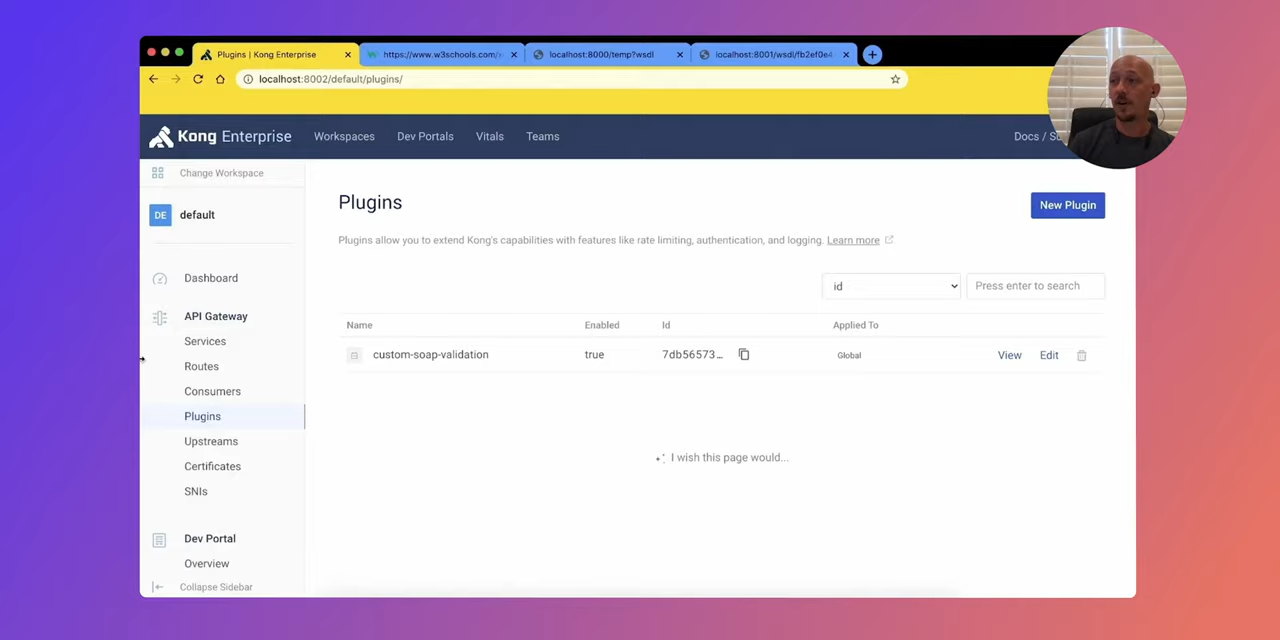 Plugins | Kong Enterprise
https://www.w3schools.com/
localhost:8000/temp?wsdl
localhost:8001/wsdl/fb2ef0e4
localhost:8002/default/plugins/
Kong Enterprise
Workspaces
Dev Portals
Vitals
Teams
Docs /
Change Workspace
DE
default
Dashboard
API Gateway
Services
Routes
Consumers
Plugins
Upstreams
Certificates
SNIs
Dev Portal
Overview
Collapse Sidebar
Plugins
New Plugin
Plugins allow you to extend Kong's capabilities with features like rate limiting, authentication, and logging. Learn more
id
Press enter to search
Name Enabled Id Applied To
custom-soap-validation true 7db56573... Global View Edit
I wish this page would...